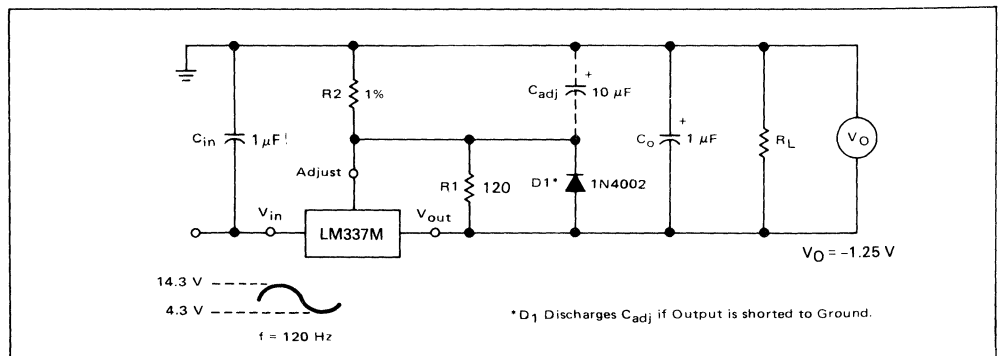 R2 1%
Cadj + 10 µF
Cin 1 µF
Co + 1 µF
RL
VO
Adjust
R1 120
D1* 1N4002
Vin
LM337M
Vout
VO = –1.25 V
14.3 V
4.3 V
f = 120 Hz
*D1 Discharges Cadj if Output is shorted to Ground.